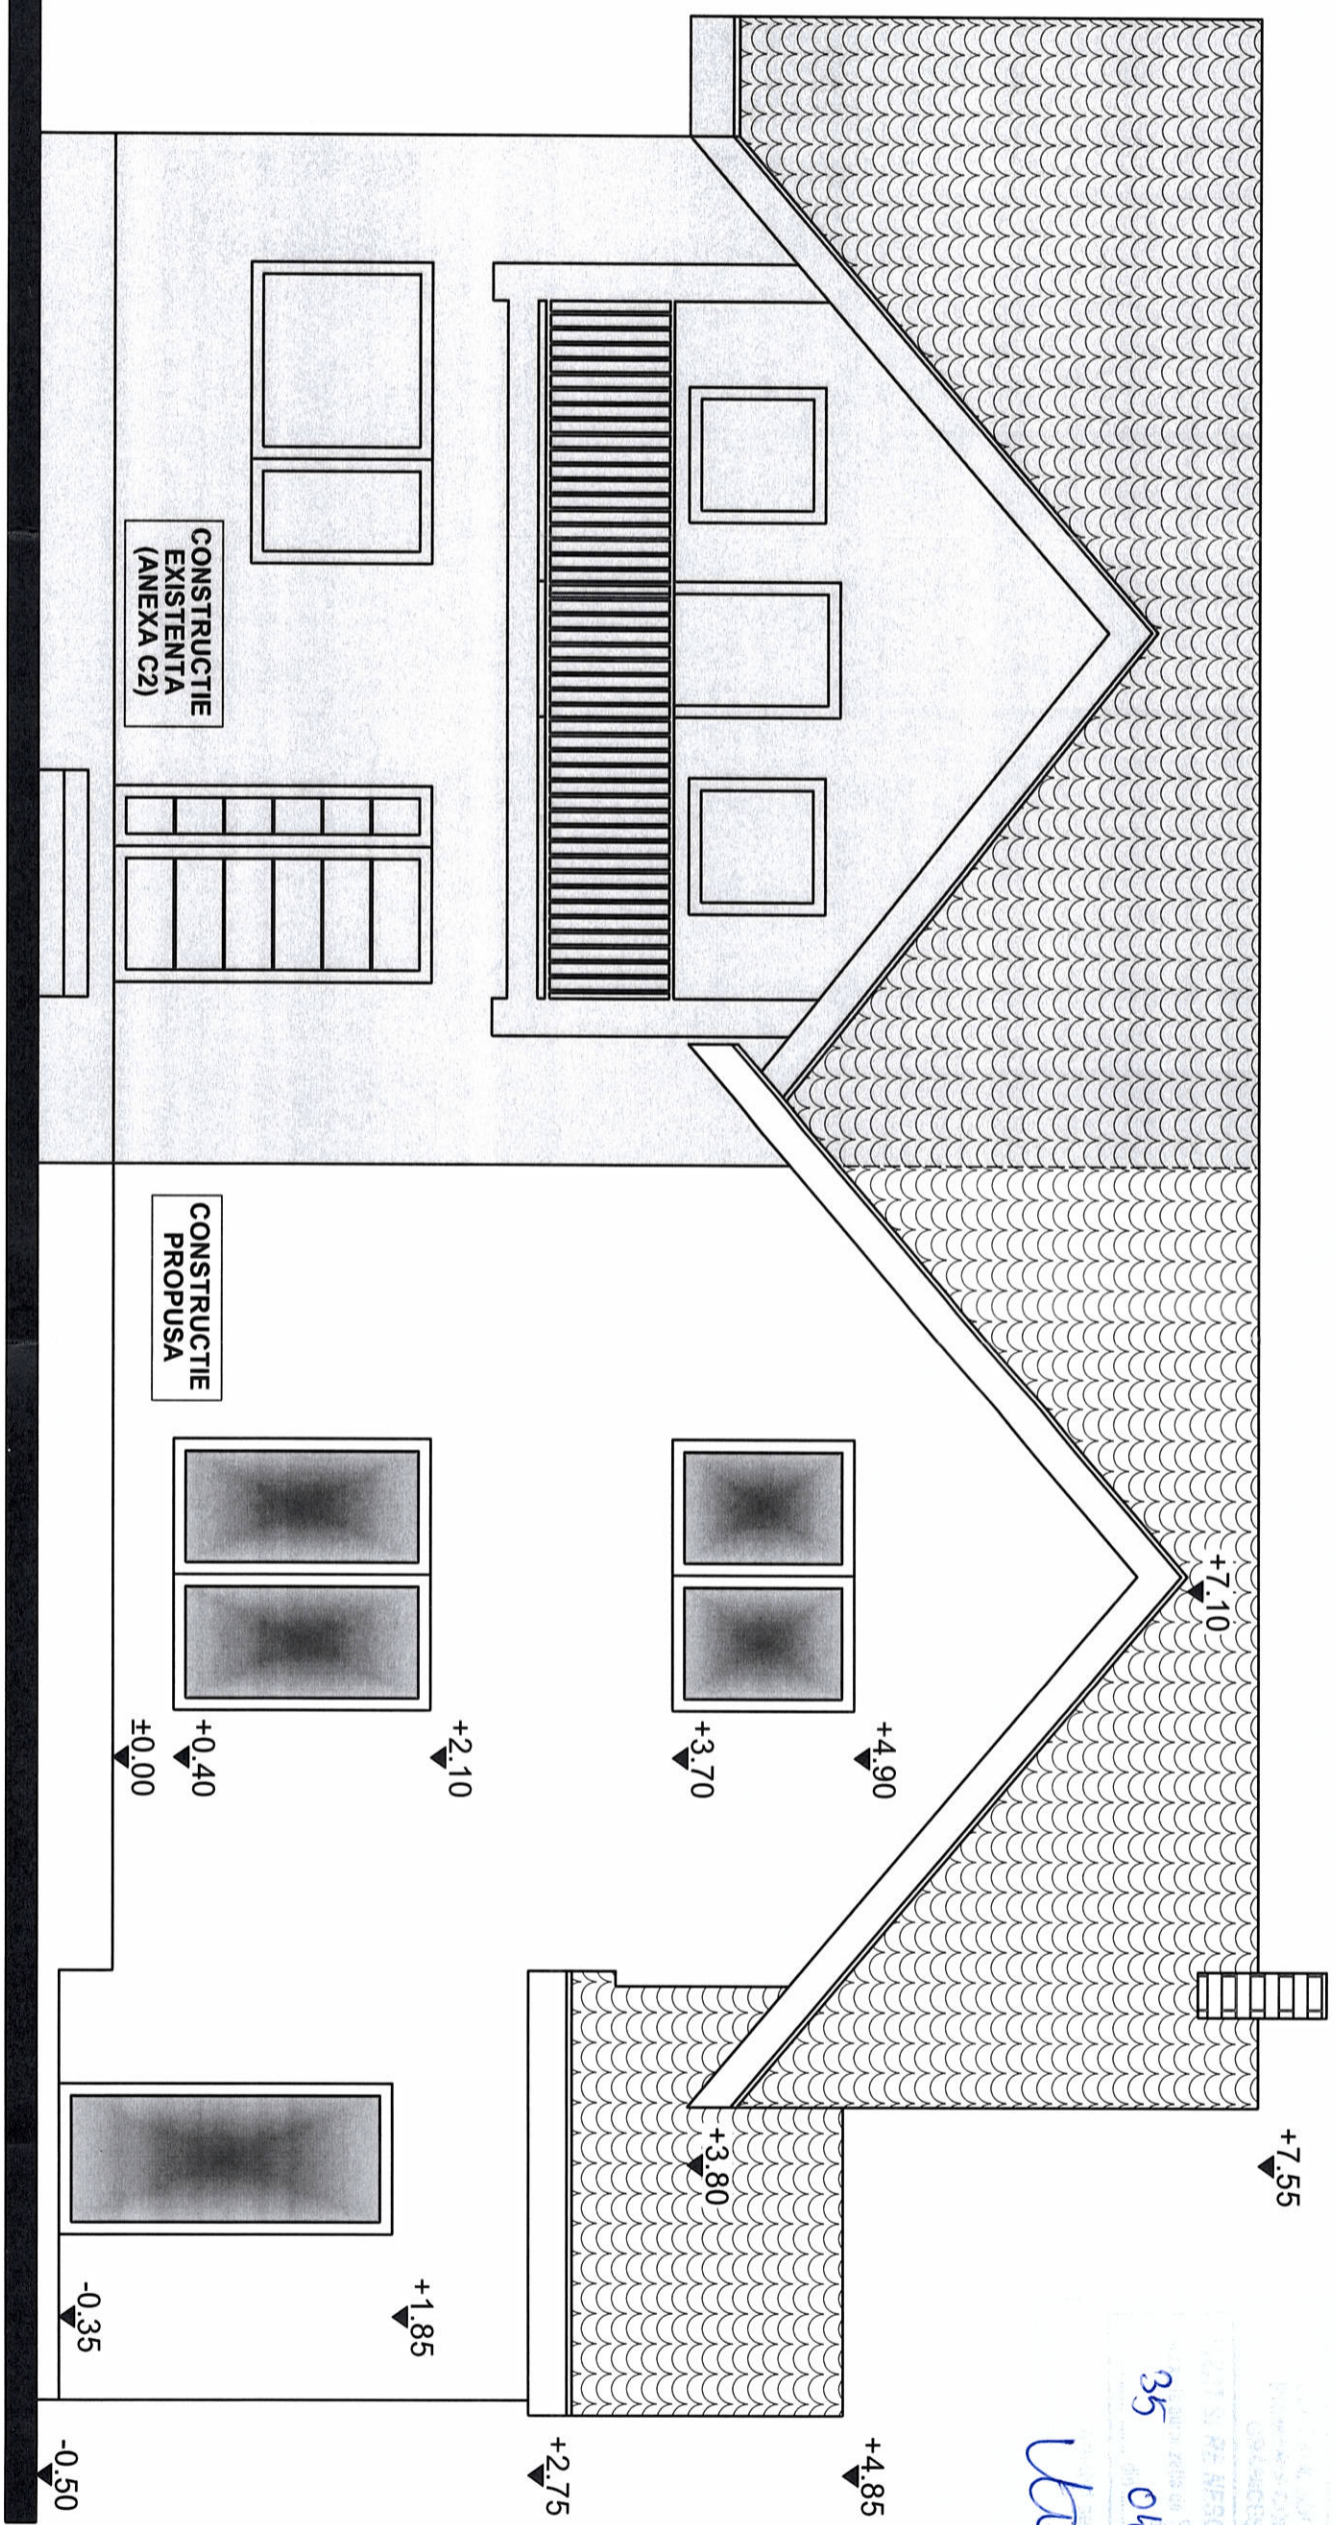 +7.55
+7.10
+4.90
+4.85
+3.80
+3.70
+2.75
+2.10
+1.85
+0.40
±0.00
-0.35
-0.50
CONSTRUCTIE
EXISTENTA
(ANEXA C2)
CONSTRUCTIE
PROPUSA
35